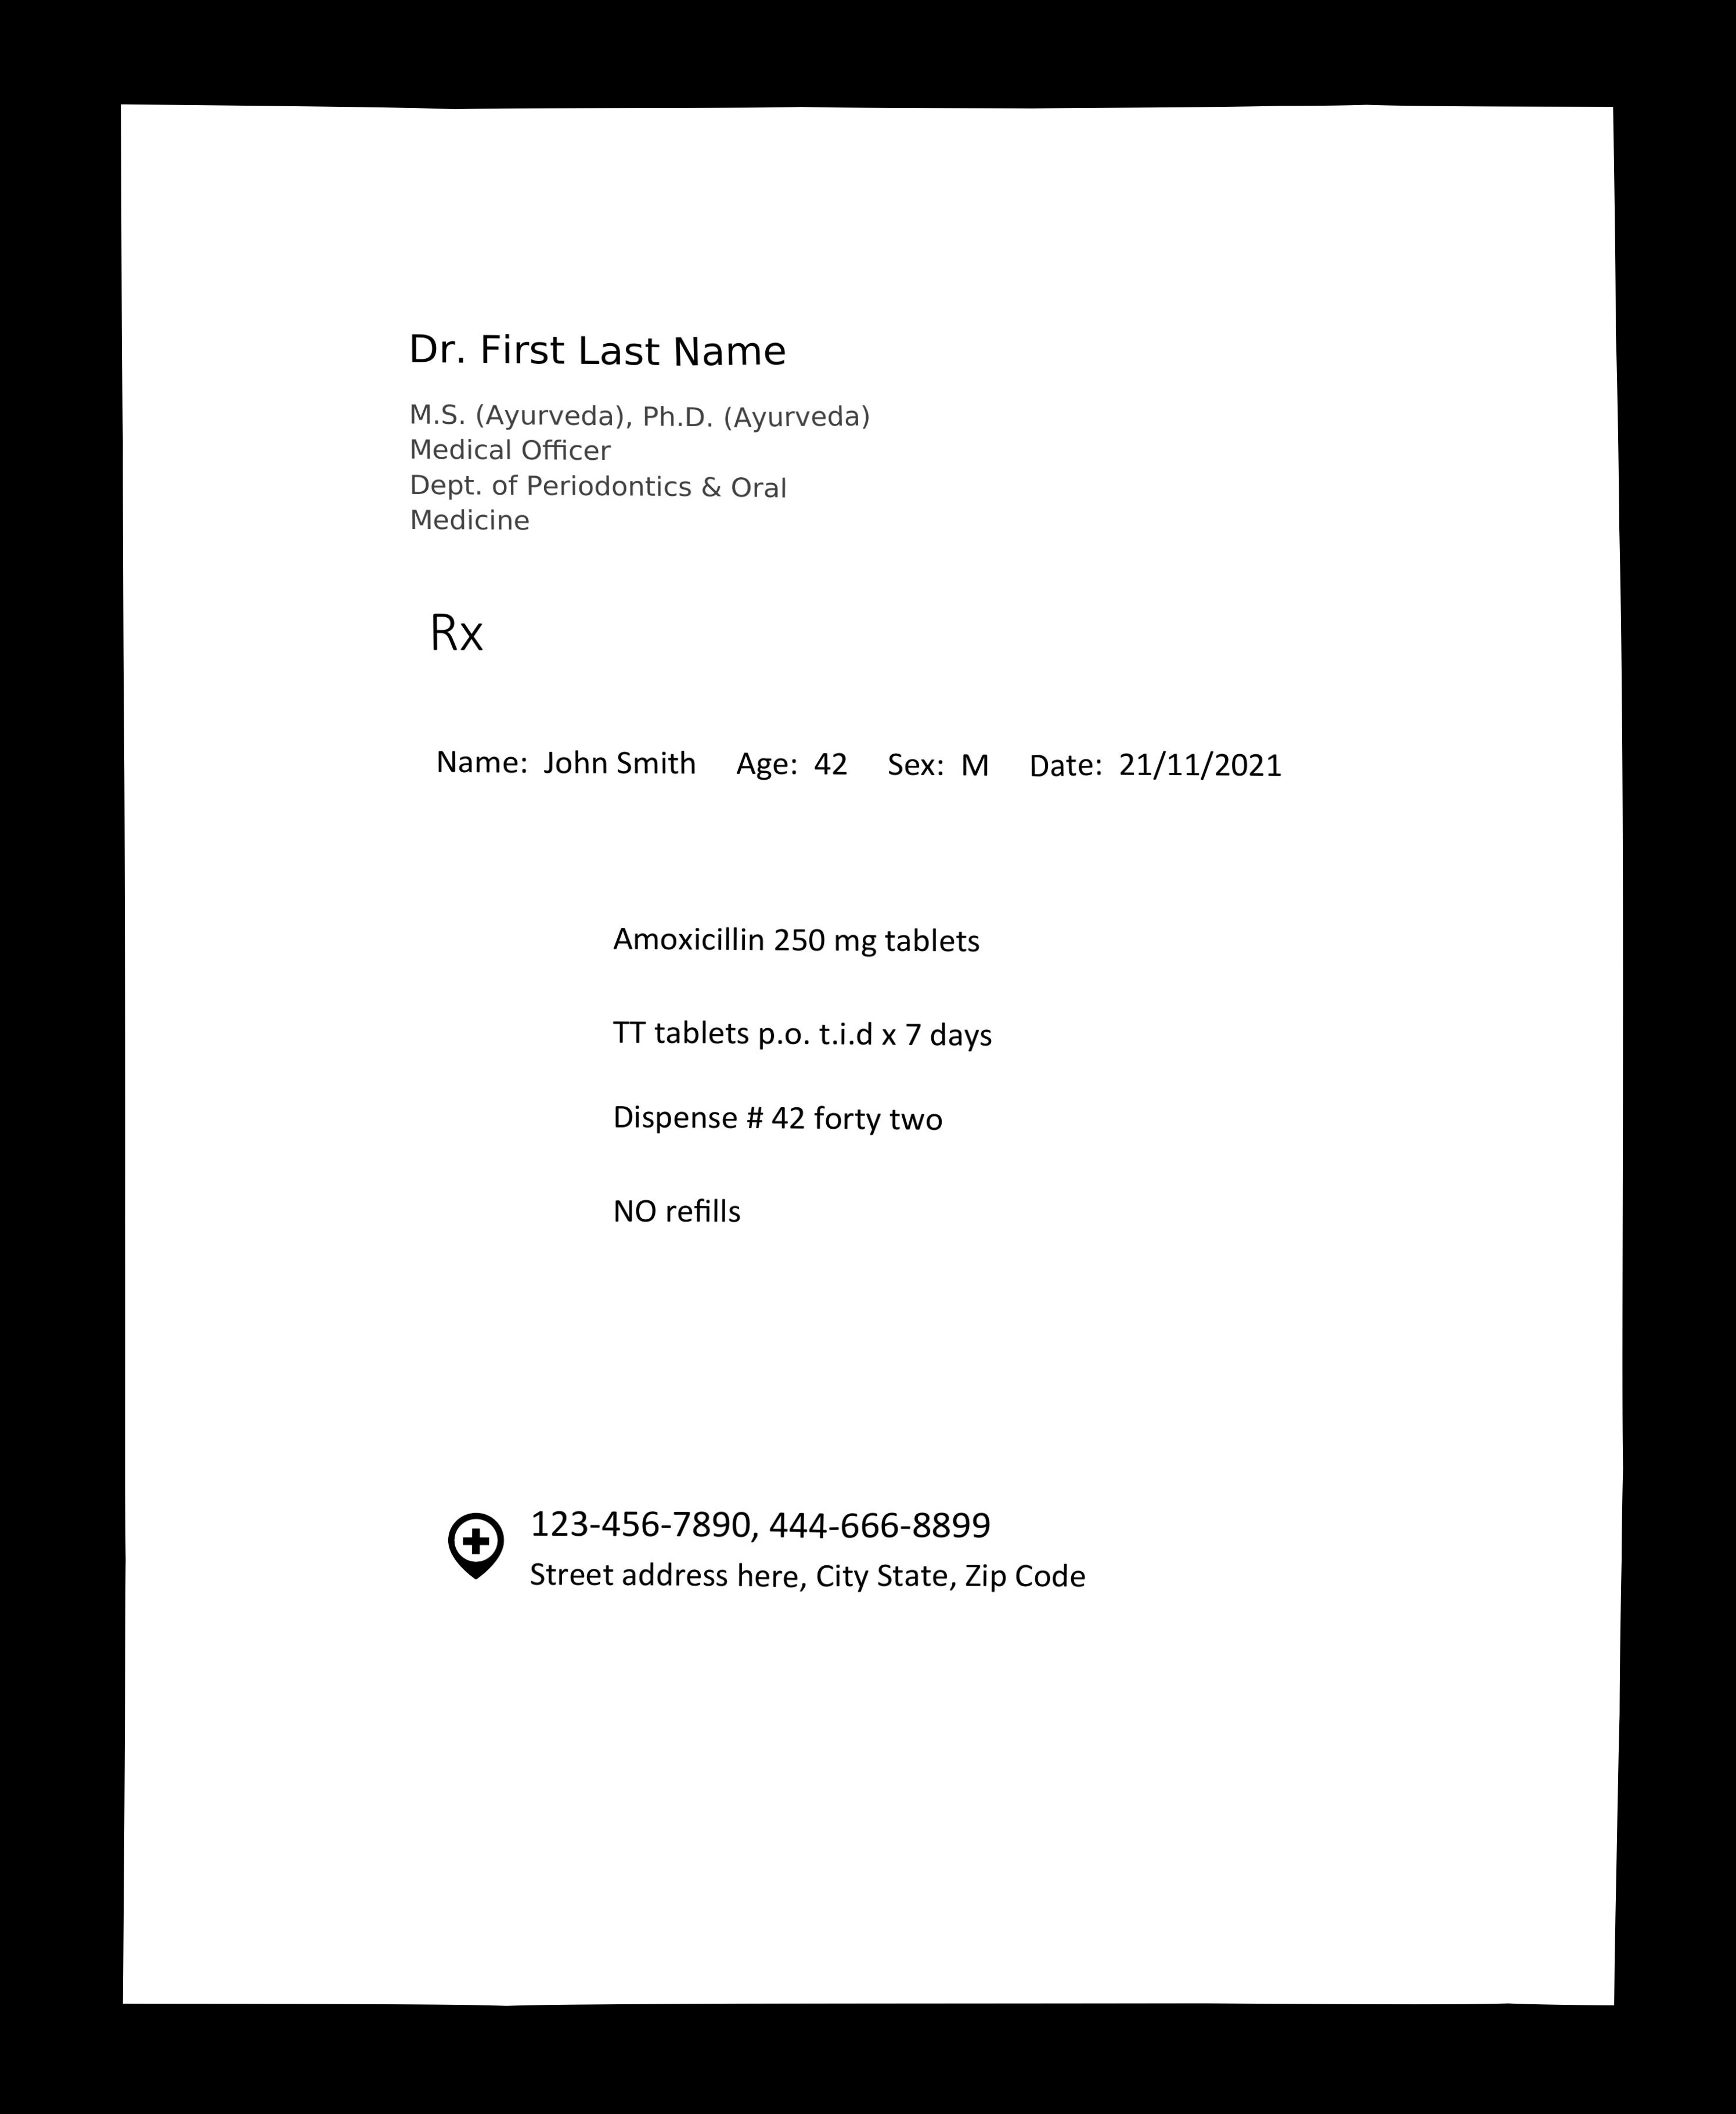 Dr. First Last Name
M.S. (Ayurveda), Ph.D. (Ayurveda)
Medical Officer
Dept. of Periodontics & Oral
Medicine
Rx
Name: John Smith Age: 42 Sex: M Date: 21/11/2021
Amoxicillin 250 mg tablets
TT tablets p.o. t.i.d x 7 days
Dispense # 42 forty two
NO refills
123-456-7890, 444-666-8899
Street address here, City State, Zip Code